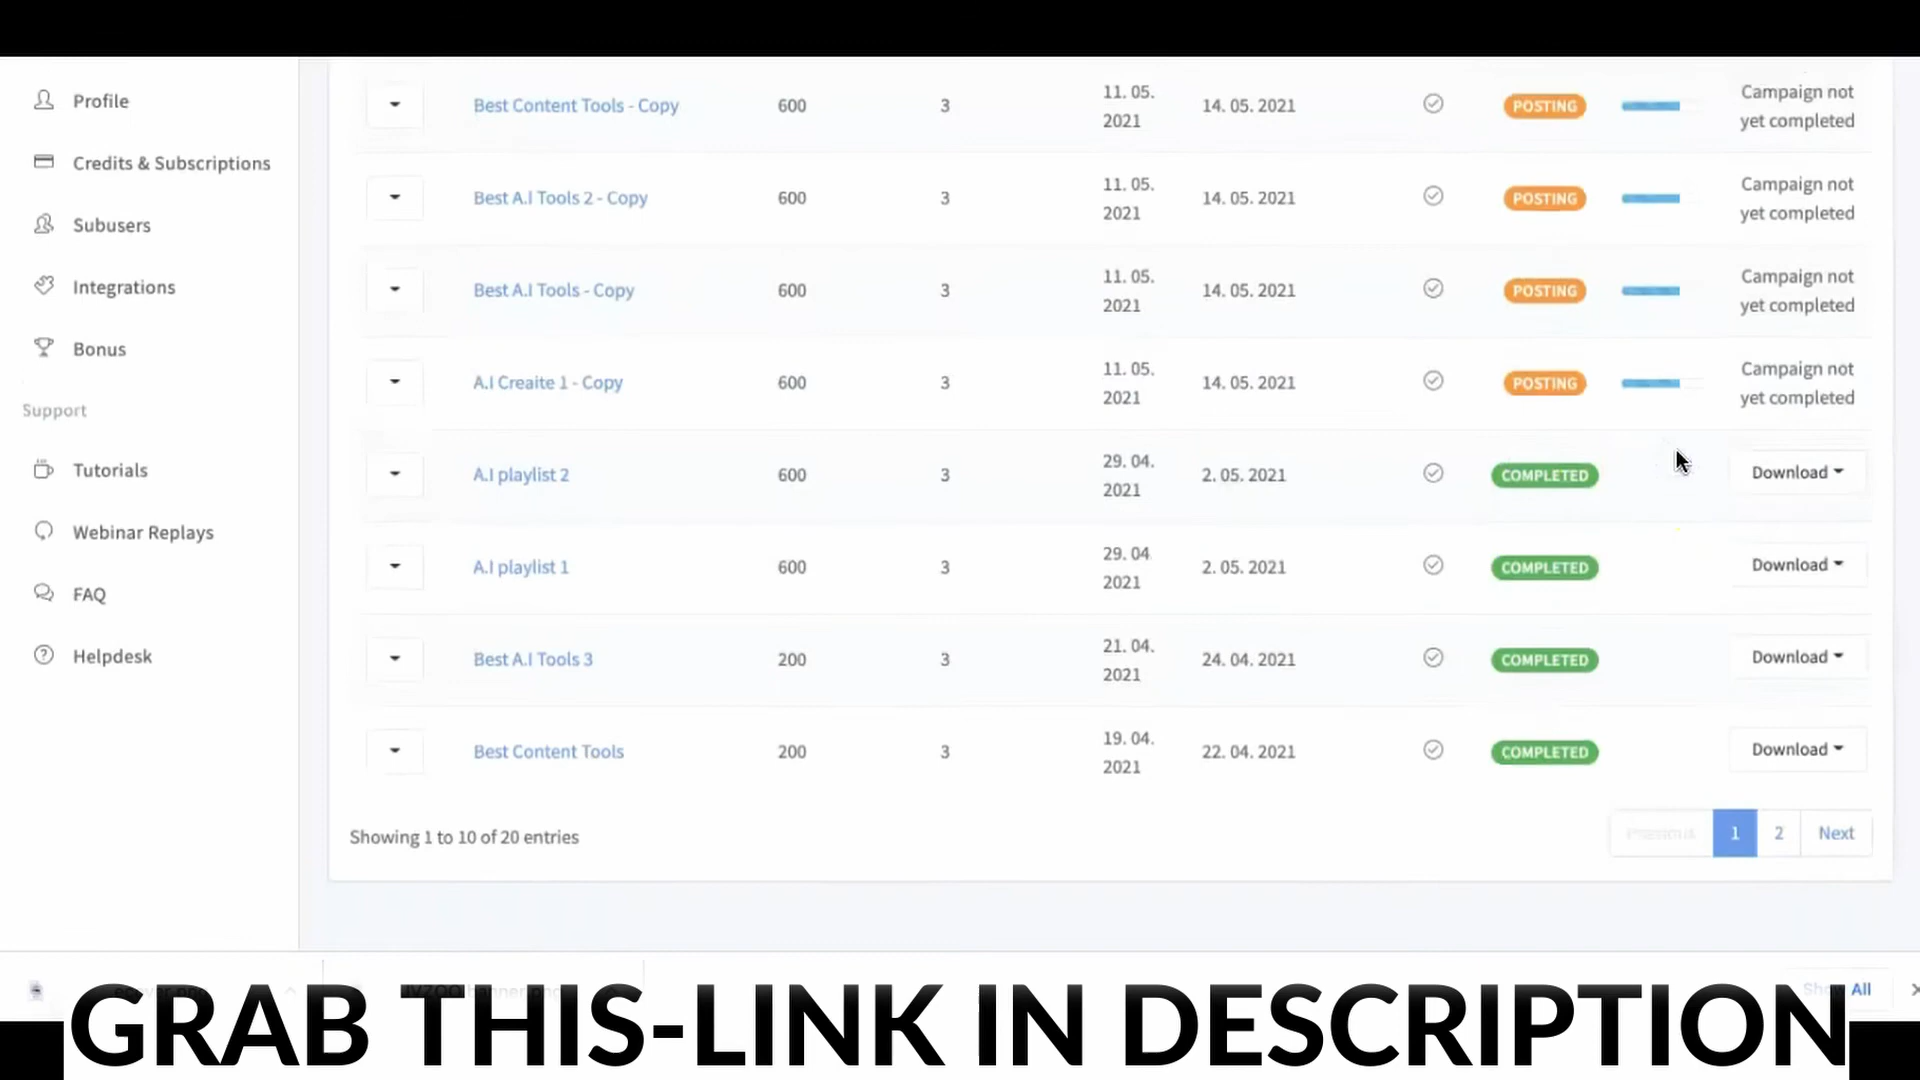 Profile
Credits & Subscriptions
Subusers
Integrations
Bonus
Support
Tutorials
Webinar Replays
FAQ
Helpdesk
Best Content Tools - Copy 600 3 11. 05. 2021 14. 05. 2021 POSTING Campaign not yet completed
Best A.I Tools 2 - Copy 600 3 11. 05. 2021 14. 05. 2021 POSTING Campaign not yet completed
Best A.I Tools - Copy 600 3 11. 05. 2021 14. 05. 2021 POSTING Campaign not yet completed
A.I Creaite 1 - Copy 600 3 11. 05. 2021 14. 05. 2021 POSTING Campaign not yet completed
A.I playlist 2 600 3 29. 04. 2021 2. 05. 2021 COMPLETED Download
A.I playlist 1 600 3 29. 04 2021 2. 05. 2021 COMPLETED Download
Best A.I Tools 3 200 3 21. 04. 2021 24. 04. 2021 COMPLETED Download
Best Content Tools 200 3 19. 04. 2021 22. 04. 2021 COMPLETED Download
Showing 1 to 10 of 20 entries
Previous 1 2 Next
Show All
GRAB THIS-LINK IN DESCRIPTION